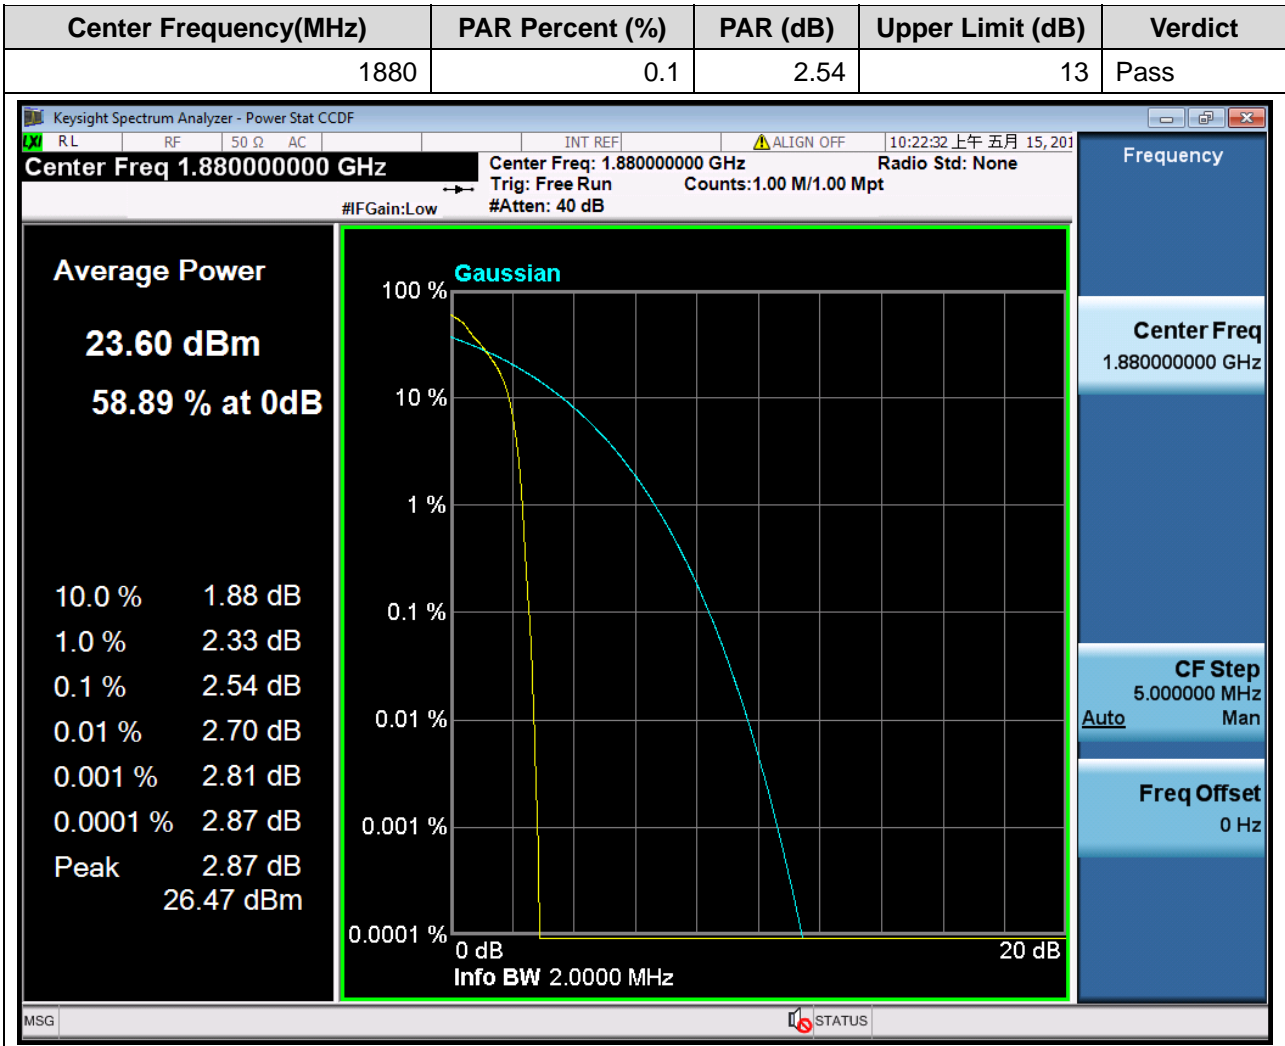 Center Frequency(MHz) PAR Percent (%) PAR (dB) Upper Limit (dB) Verdict
1880 0.1 2.54 13 Pass
Keysight Spectrum Analyzer - Power Stat CCDF
LXI RL RF 50 Ω AC INT REF ALIGN OFF 10:22:32 上午 五月 15, 201
Center Freq 1.880000000 GHz
Center Freq: 1.880000000 GHz Radio Std: None
Trig: Free Run Counts:1.00 M/1.00 Mpt
#IFGain:Low #Atten: 40 dB
Average Power
23.60 dBm
58.89 % at 0dB
10.0 % 1.88 dB
1.0 % 2.33 dB
0.1 % 2.54 dB
0.01 % 2.70 dB
0.001 % 2.81 dB
0.0001 % 2.87 dB
Peak 2.87 dB
26.47 dBm
Gaussian
100 %
10 %
1 %
0.1 %
0.01 %
0.001 %
0.0001 %
0 dB 20 dB
Info BW 2.0000 MHz
Frequency
Center Freq
1.880000000 GHz
CF Step
5.000000 MHz
Auto Man
Freq Offset
0 Hz
MSG STATUS